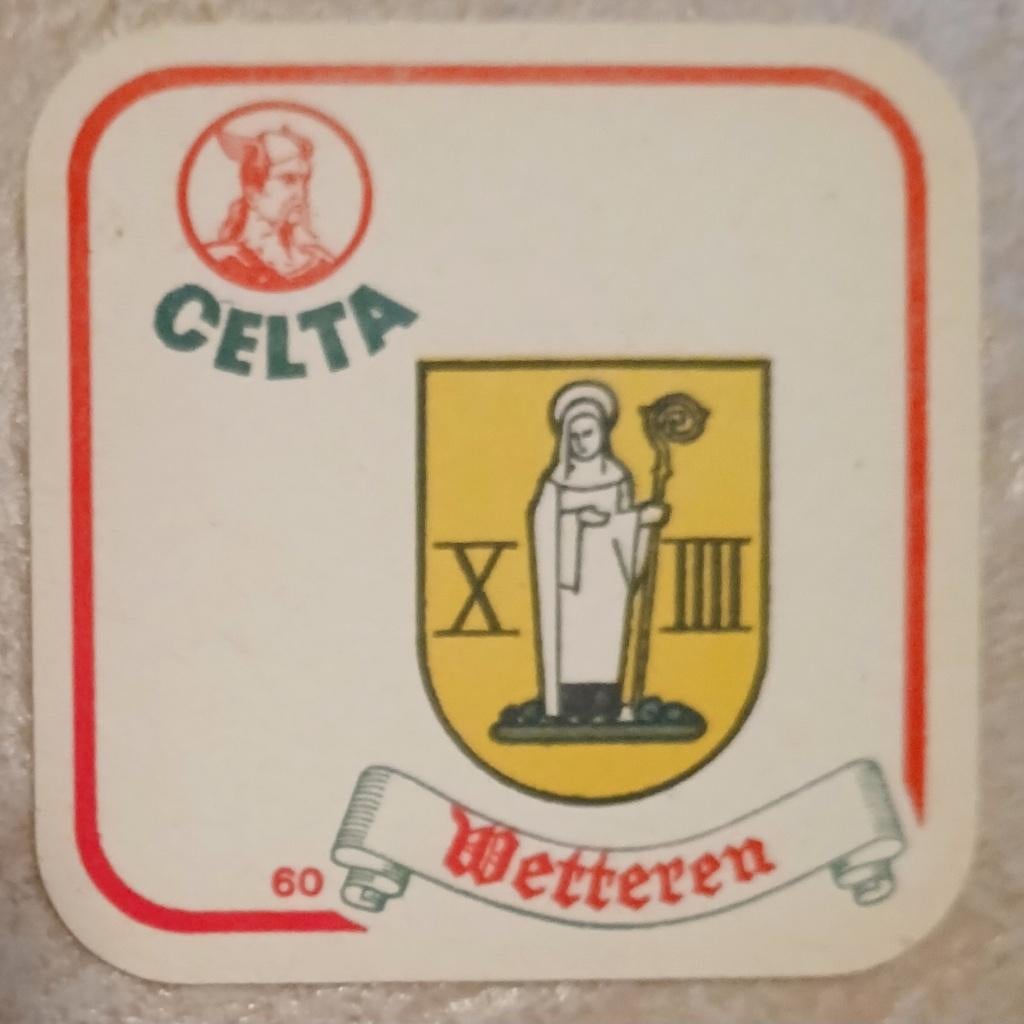 CELTA
X IIII
Wetteren
60